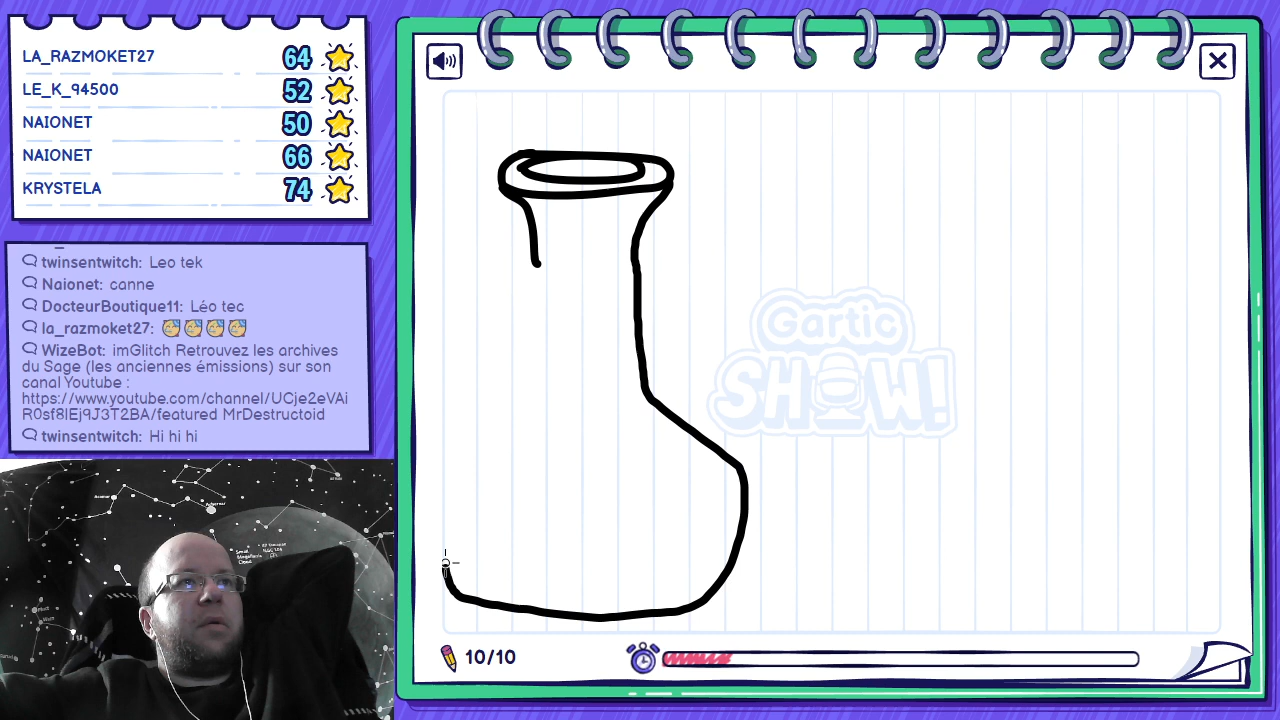 LA_RAZMOKET27 64
LE_K_94500 52
NAIONET 50
NAIONET 66
KRYSTELA 74
twinsentwitch: Leo tek
Naionet: canne
DocteurBoutique11: Léo tec
la_razmoket27:
WizeBot: imGlitch Retrouvez les archives
du Sage (les anciennes émissions) sur son
canal Youtube :
https://www.youtube.com/channel/UCje2eVAi
R0sf8lEj9J3T2BA/featured MrDestructoid
twinsentwitch: Hi hi hi
Gartic
SHOW!
10/10